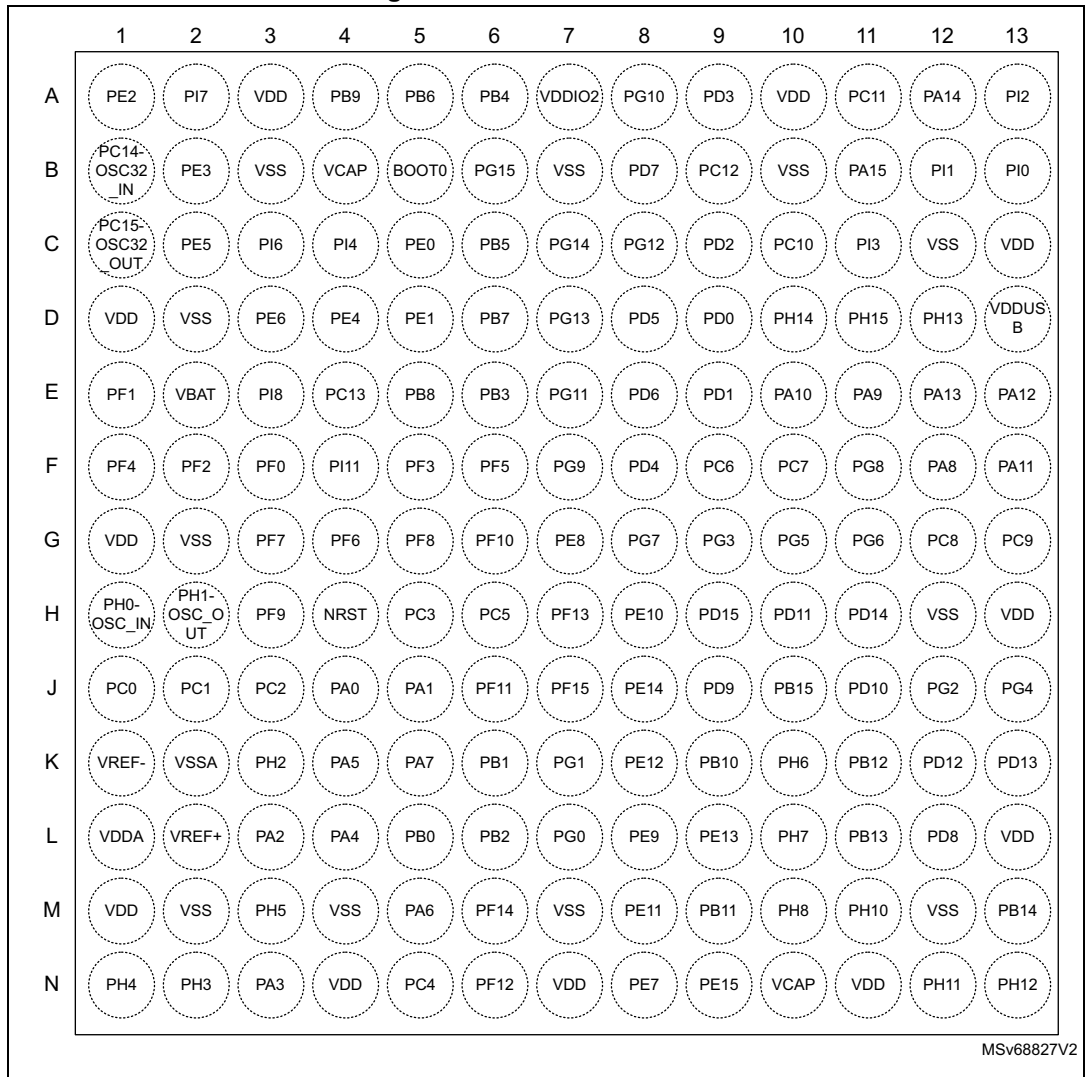 1 2 3 4 5 6 7 8 9 10 11 12 13
A PE2 PI7 VDD PB9 PB6 PB4 VDDIO2 PG10 PD3 VDD PC11 PA14 PI2
B PC14-OSC32_IN PE3 VSS VCAP BOOT0 PG15 VSS PD7 PC12 VSS PA15 PI1 PI0
C PC15-OSC32_OUT PE5 PI6 PI4 PE0 PB5 PG14 PG12 PD2 PC10 PI3 VSS VDD
D VDD VSS PE6 PE4 PE1 PB7 PG13 PD5 PD0 PH14 PH15 PH13 VDDUSB
E PF1 VBAT PI8 PC13 PB8 PB3 PG11 PD6 PD1 PA10 PA9 PA13 PA12
F PF4 PF2 PF0 PI11 PF3 PF5 PG9 PD4 PC6 PC7 PG8 PA8 PA11
G VDD VSS PF7 PF6 PF8 PF10 PE8 PG7 PG3 PG5 PG6 PC8 PC9
H PH0-OSC_IN PH1-OSC_OUT PF9 NRST PC3 PC5 PF13 PE10 PD15 PD11 PD14 VSS VDD
J PC0 PC1 PC2 PA0 PA1 PF11 PF15 PE14 PD9 PB15 PD10 PG2 PG4
K VREF- VSSA PH2 PA5 PA7 PB1 PG1 PE12 PB10 PH6 PB12 PD12 PD13
L VDDA VREF+ PA2 PA4 PB0 PB2 PG0 PE9 PE13 PH7 PB13 PD8 VDD
M VDD VSS PH5 VSS PA6 PF14 VSS PE11 PB11 PH8 PH10 VSS PB14
N PH4 PH3 PA3 VDD PC4 PF12 VDD PE7 PE15 VCAP VDD PH11 PH12
MSv68827V2